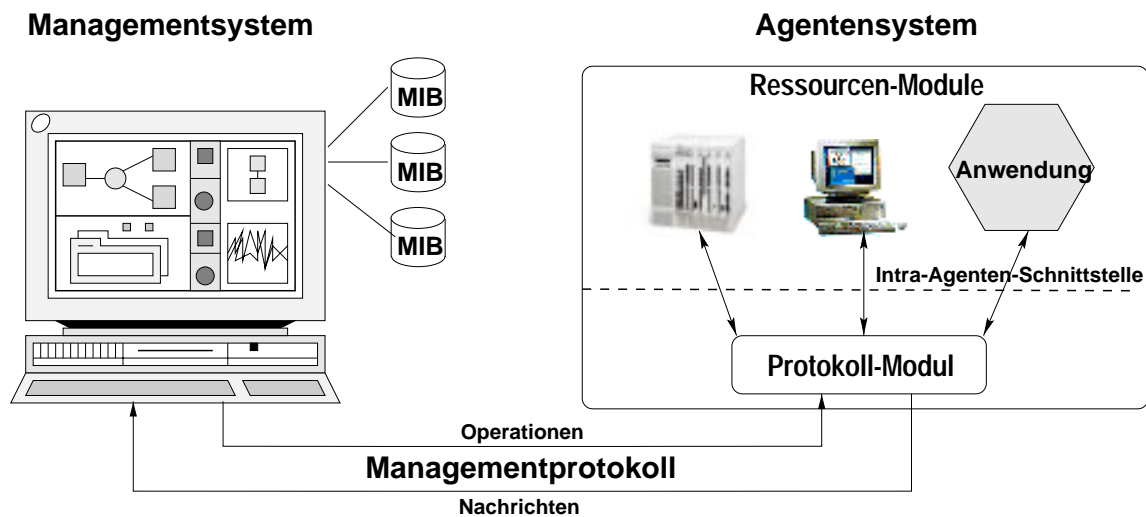 Managementsystem
Agentensystem
MIB
MIB
MIB
Ressourcen-Module
Anwendung
Intra-Agenten-Schnittstelle
Protokoll-Modul
Operationen
Managementprotokoll
Nachrichten